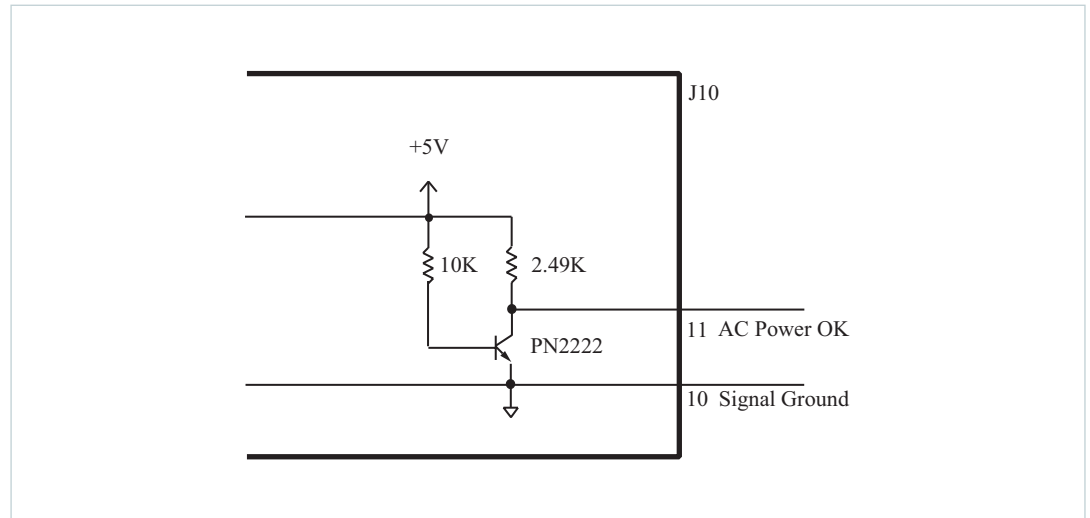 J10
+5V
10K
2.49K
11 AC Power OK
PN2222
10 Signal Ground